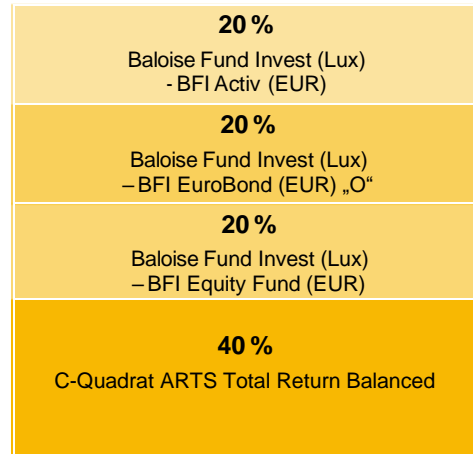 20 %
Baloise Fund Invest (Lux)
- BFI Activ (EUR)
20 %
Baloise Fund Invest (Lux)
– BFI EuroBond (EUR) „O“
20 %
Baloise Fund Invest (Lux)
– BFI Equity Fund (EUR)
40 %
C-Quadrat ARTS Total Return Balanced